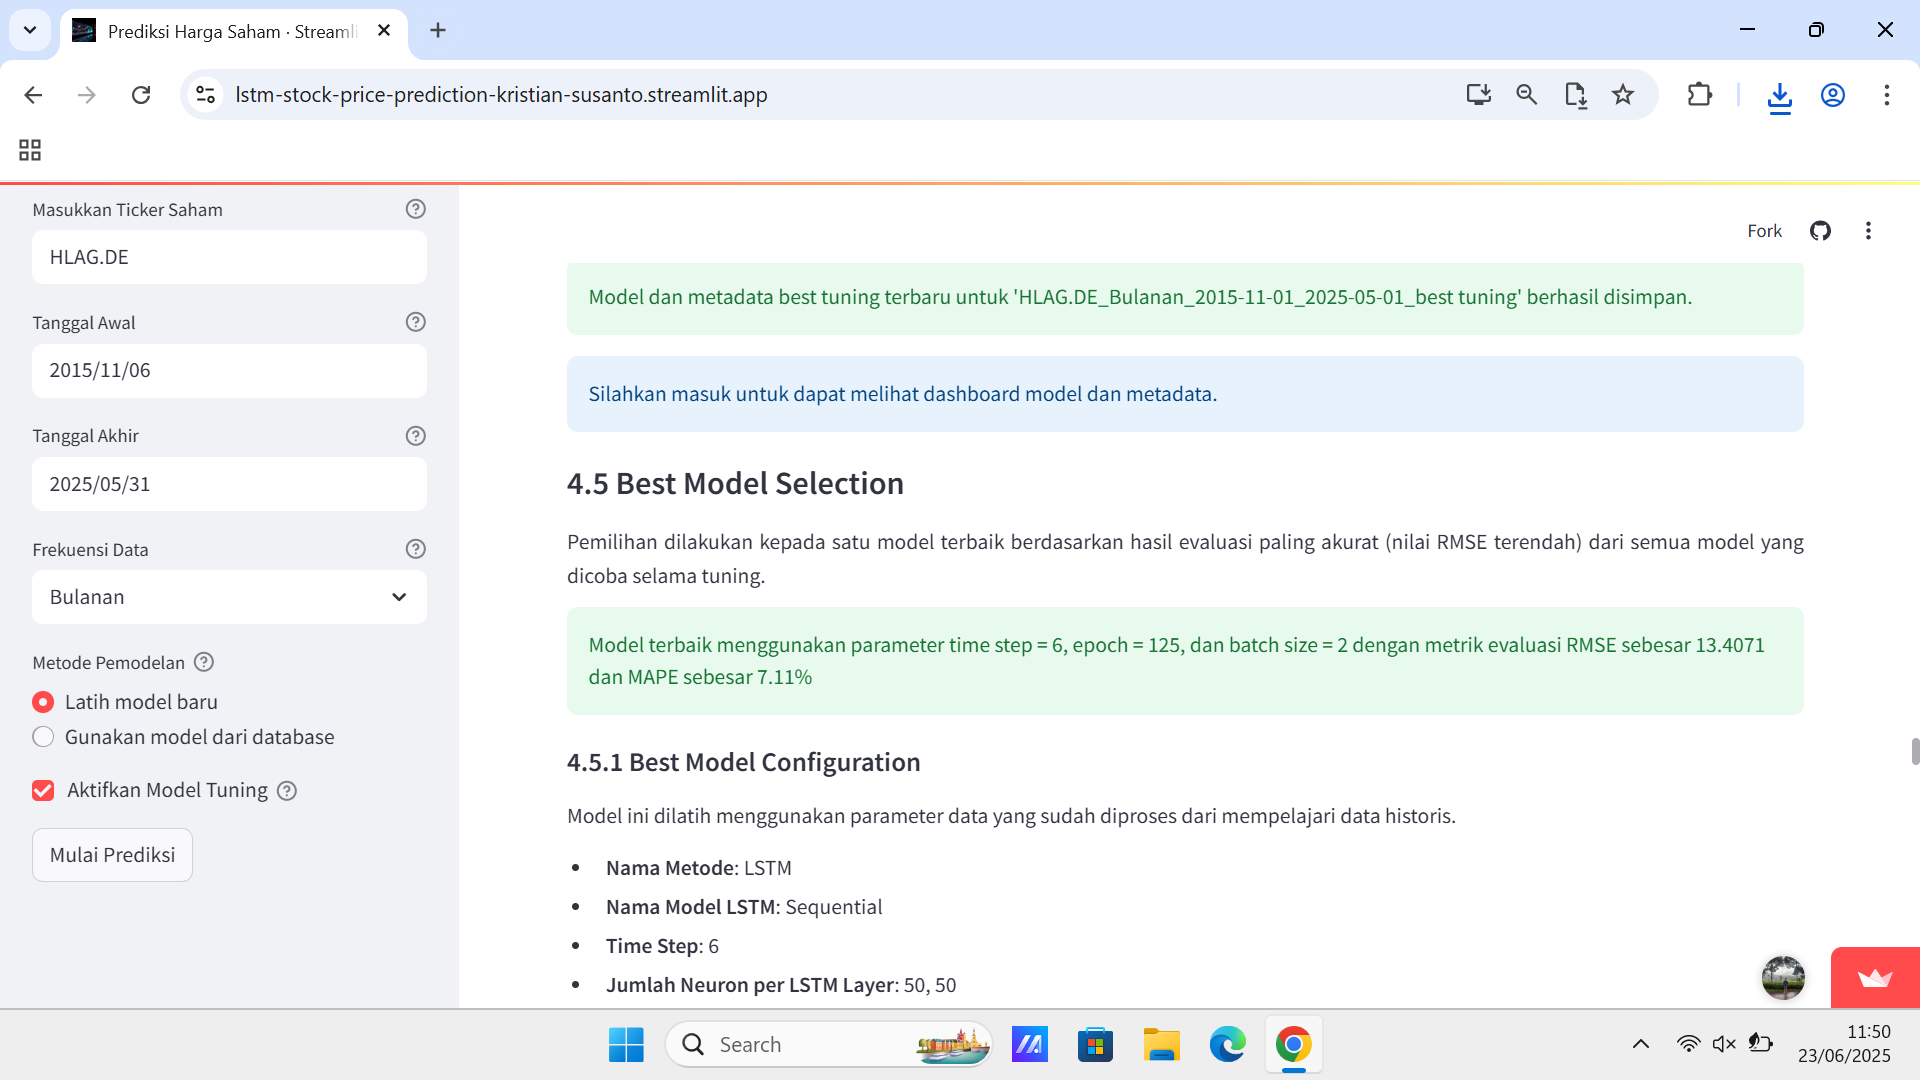 Prediksi Harga Saham · Streamli
lstm-stock-price-prediction-kristian-susanto.streamlit.app
Masukkan Ticker Saham
HLAG.DE
Tanggal Awal
2015/11/06
Tanggal Akhir
2025/05/31
Frekuensi Data
Bulanan
Metode Pemodelan
Latih model baru
Gunakan model dari database
Aktifkan Model Tuning
Mulai Prediksi
Fork
Model dan metadata best tuning terbaru untuk 'HLAG.DE_Bulanan_2015-11-01_2025-05-01_best tuning' berhasil disimpan.
Silahkan masuk untuk dapat melihat dashboard model dan metadata.
4.5 Best Model Selection
Pemilihan dilakukan kepada satu model terbaik berdasarkan hasil evaluasi paling akurat (nilai RMSE terendah) dari semua model yang
dicoba selama tuning.
Model terbaik menggunakan parameter time step = 6, epoch = 125, dan batch size = 2 dengan metrik evaluasi RMSE sebesar 13.4071
dan MAPE sebesar 7.11%
4.5.1 Best Model Configuration
Model ini dilatih menggunakan parameter data yang sudah diproses dari mempelajari data historis.
• Nama Metode: LSTM
• Nama Model LSTM: Sequential
• Time Step: 6
• Jumlah Neuron per LSTM Layer: 50, 50
Search
11:50
23/06/2025